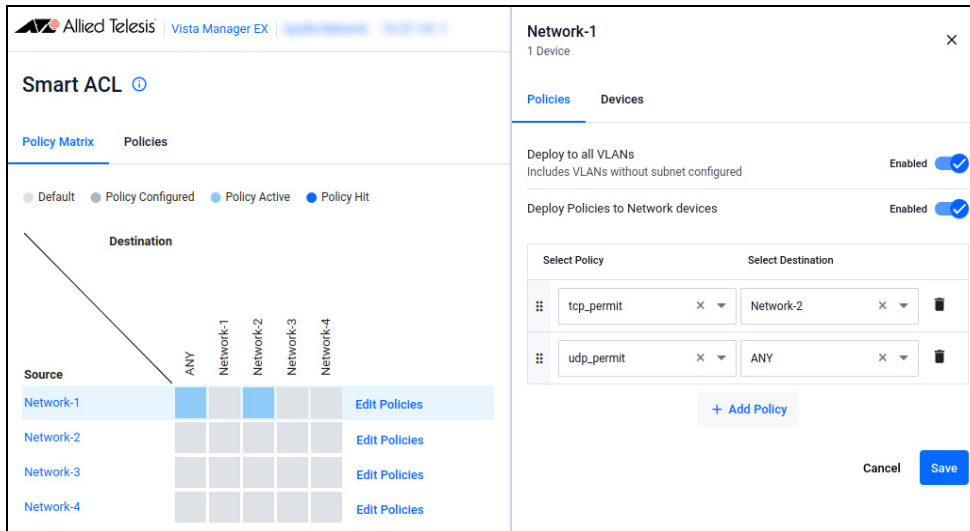 Allied Telesis Vista Manager EX
Smart ACL
Policy Matrix Policies
Default Policy Configured Policy Active Policy Hit
Destination
ANY
Network-1
Network-2
Network-3
Network-4
Source
Network-1 Edit Policies
Network-2 Edit Policies
Network-3 Edit Policies
Network-4 Edit Policies
Network-1
1 Device
Policies Devices
Deploy to all VLANs
Includes VLANs without subnet configured
Enabled
Deploy Policies to Network devices Enabled
Select Policy Select Destination
tcp_permit Network-2
udp_permit ANY
+ Add Policy
Cancel Save